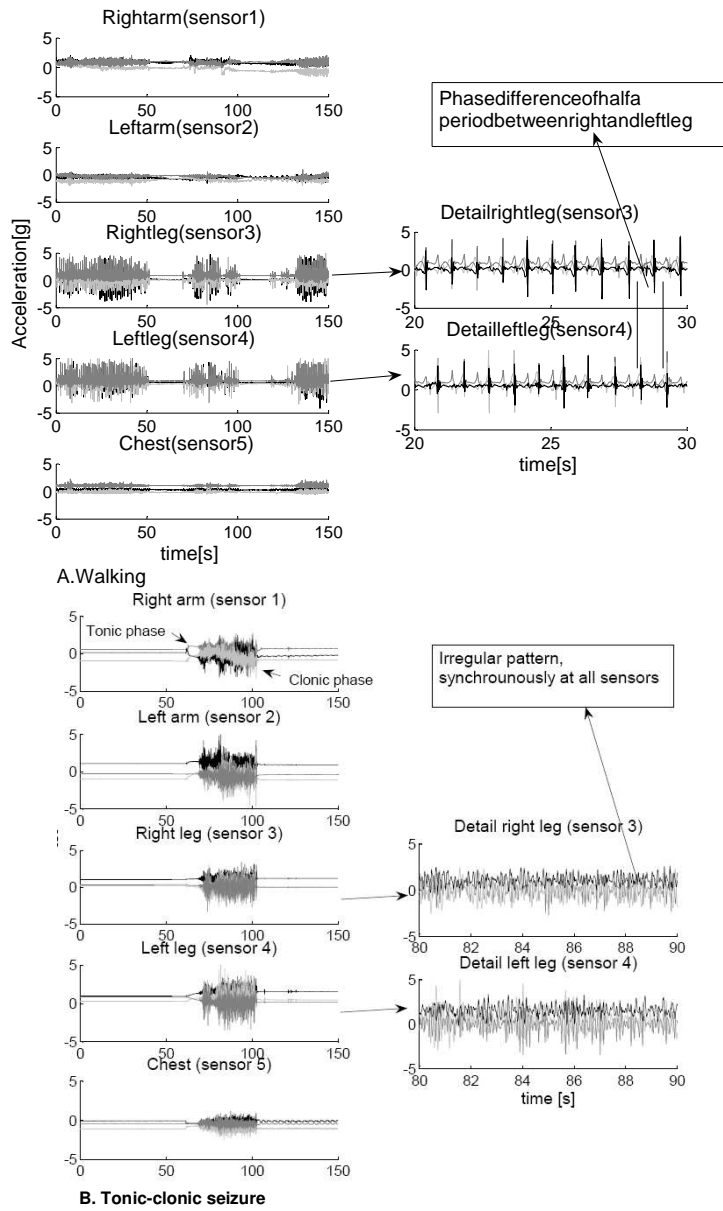 Rightarm(sensor1)
5
0
-5
0 50 100 150
Leftarm(sensor2)
5
0
-5
0 50 100 150
Rightleg(sensor3)
5
0
-5
0 50 100 150
Leftleg(sensor4)
5
0
-5
0 50 100 150
Chest(sensor5)
5
0
-5
0 50 100 150
time[s]
Acceleration[g]
Phasedifferenceofhalfa
periodbetweenrightandleftleg
Detailrightleg(sensor3)
5
0
-5
20 25 30
Detailleftleg(sensor4)
5
0
-5
20 25 30
time[s]
A.Walking
Right arm (sensor 1)
5
0
-5
Tonic phase
Clonic phase
0 50 100 150
Left arm (sensor 2)
5
0
-5
0 50 100 150
Right leg (sensor 3)
5
0
-5
0 50 100 150
Left leg (sensor 4)
5
0
-5
0 50 100 150
Chest (sensor 5)
5
0
-5
0 50 100 150
Irregular pattern,
synchrounously at all sensors
Detail right leg (sensor 3)
5
0
-5
80 82 84 86 88 90
Detail left leg (sensor 4)
5
0
-5
80 82 84 86 88 90
time [s]
B. Tonic-clonic seizure